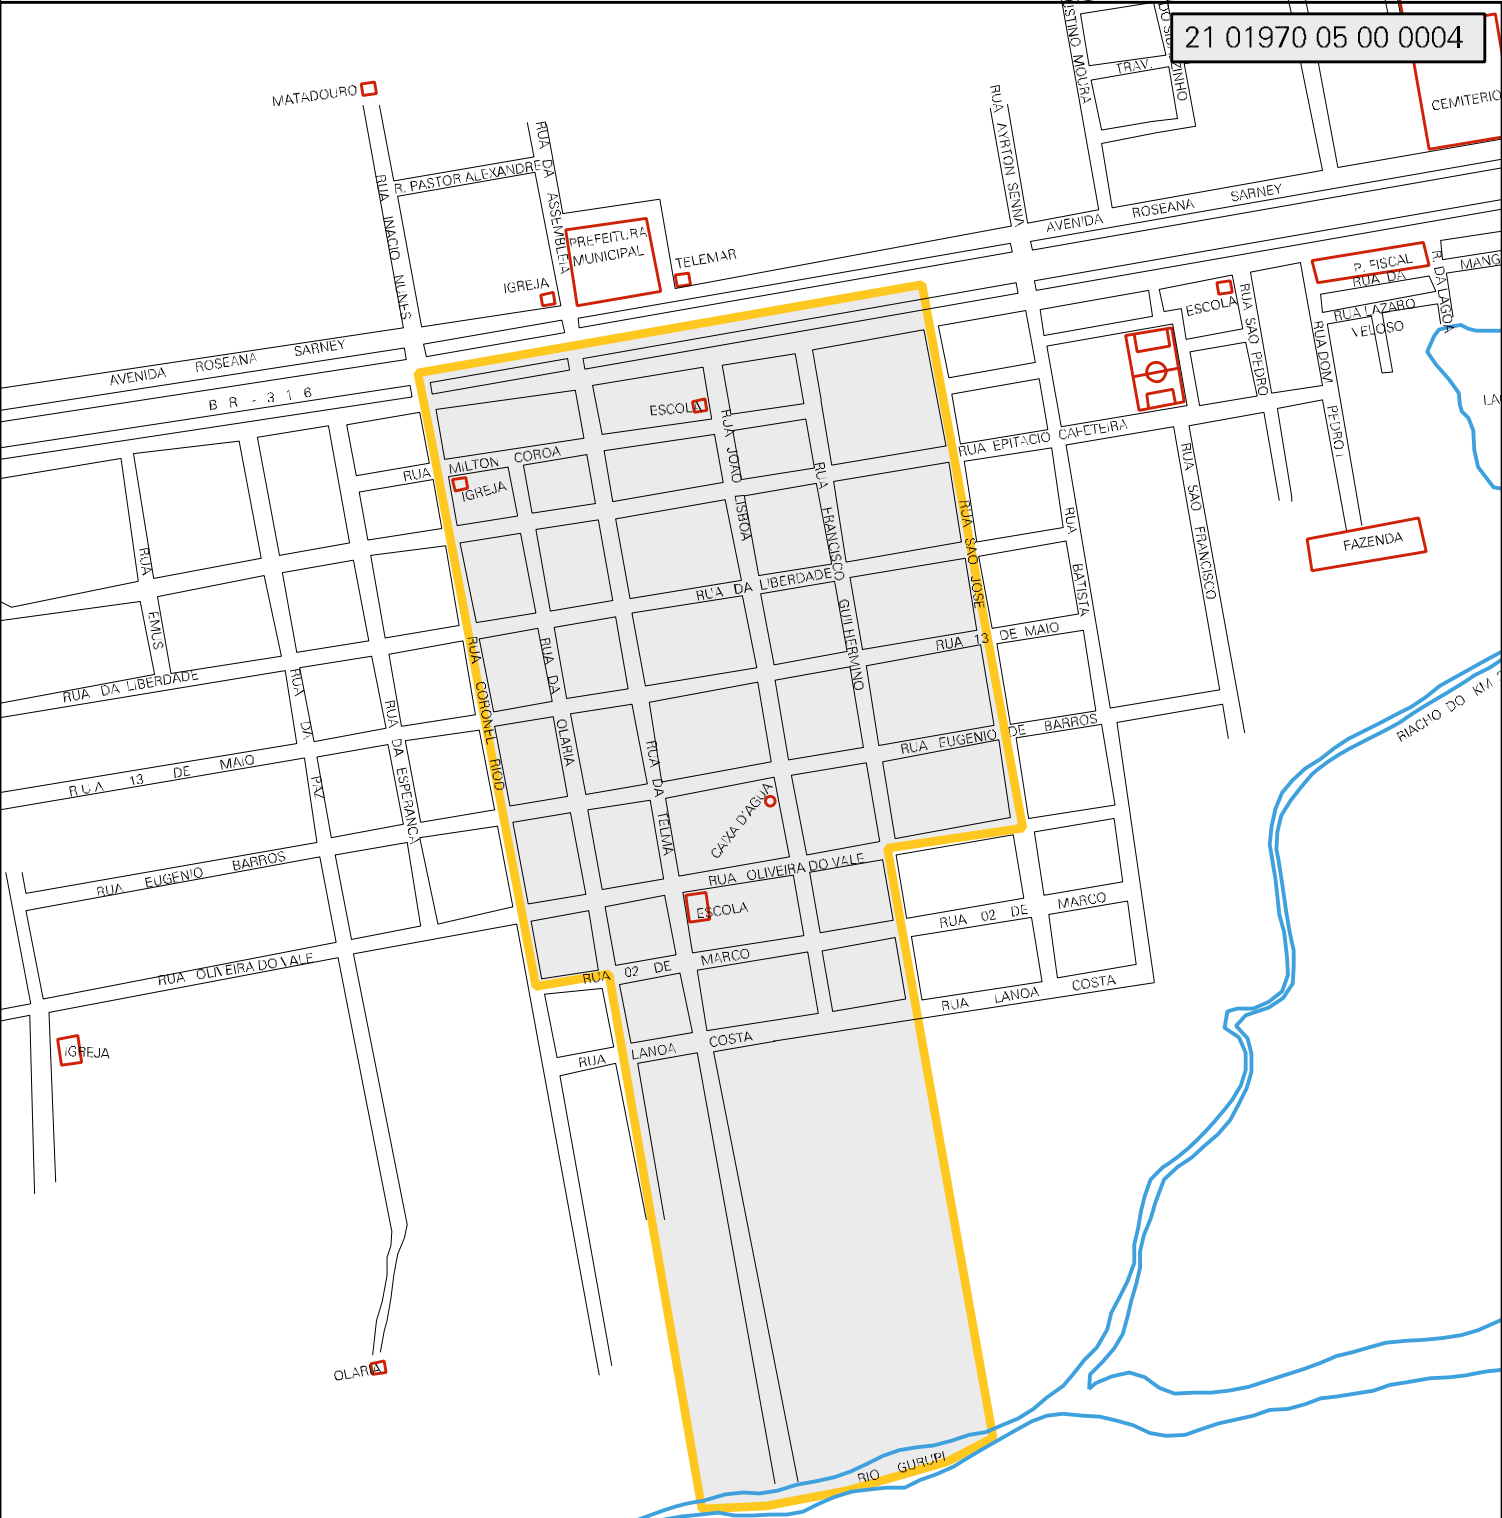 21 01970 05 00 0004
TRAV.
MOURA
CEMITERIO
MATADOURO
RUA AYRTON SENNA
R. PASTOR ALEXANDRE
RUA DA ASSEMBLEIA
RUA INACIO NUNES
AVENIDA ROSEANA SARNEY
PREFEITURA
MUNICIPAL
TELEMAR
IGREJA
P. FISCAL
RUA DA
MANG
R. DA LAGOA
ESCOLA
RUA LAZARO
VELOSO
RUA SAO PEDRO
RUA DOM PEDRO I
AVENIDA ROSEANA SARNEY
BR-316
ESCOLA
RUA EPITACIO CAFETEIRA
RUA MILTON COROA
IGREJA
RUA JOAO LISBOA
RUA FRANCISCO GUILHERMINO
RUA SAO JOSE
RUA BATISTA
RUA SAO FRANCISCO
FAZENDA
RUA EMUS
RUA DA LIBERDADE
RUA DA LIBERDADE
RUA 13 DE MAIO
RUA CORONEL RIOD
RUA DA OLARIA
RUA DA TELMA
RUA DA PAZ
RUA DA ESPERANCA
RUA 13 DE MAIO
RUA EUGENIO DE BARROS
RIACHO DO KM
CAIXA D'AGUA
RUA EUGENIO BARROS
RUA OLIVEIRA DO VALE
ESCOLA
RUA 02 DE MARCO
RUA OLIVEIRA DO VALE
RUA 02 DE MARCO
RUA LANOA COSTA
IGREJA
RUA LANOA COSTA
OLARIA
RIO GURUPI